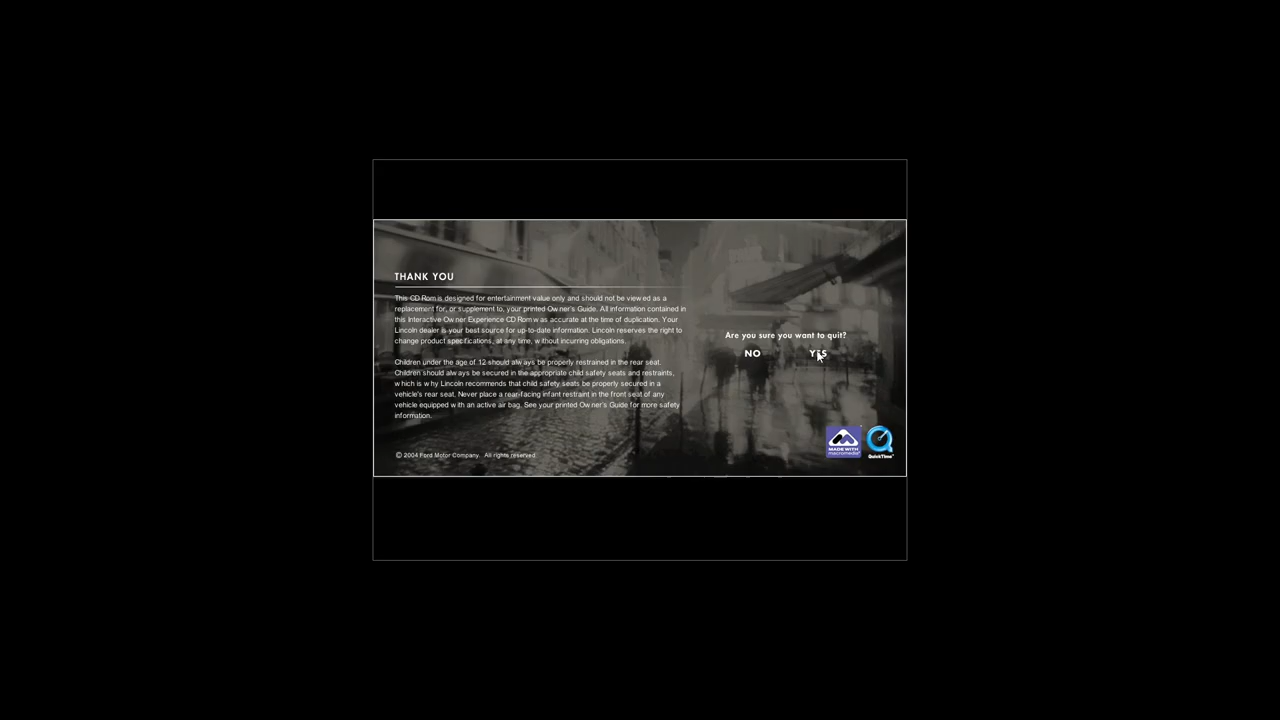 THANK YOU
This CD Rom is designed for entertainment value only and should not be viewed as a
replacement for, or supplement to, your printed Owner's Guide. All information contained in
this Interactive Owner Experience CD Rom was accurate at the time of duplication. Your
Lincoln dealer is your best source for up-to-date information. Lincoln reserves the right to
change product specifications, at any time, without incurring obligations.
Children under the age of 12 should always be properly restrained in the rear seat.
Children should always be secured in the appropriate child safety seats and restraints,
which is why Lincoln recommends that child safety seats be properly secured in a
vehicle's rear seat. Never place a rear-facing infant restraint in the front seat of any
vehicle equipped with an active air bag. See your printed Owner's Guide for more safety
information.
© 2004 Ford Motor Company. All rights reserved.
Are you sure you want to quit?
NO YES
MADE WITH
macromedia
QuickTime™